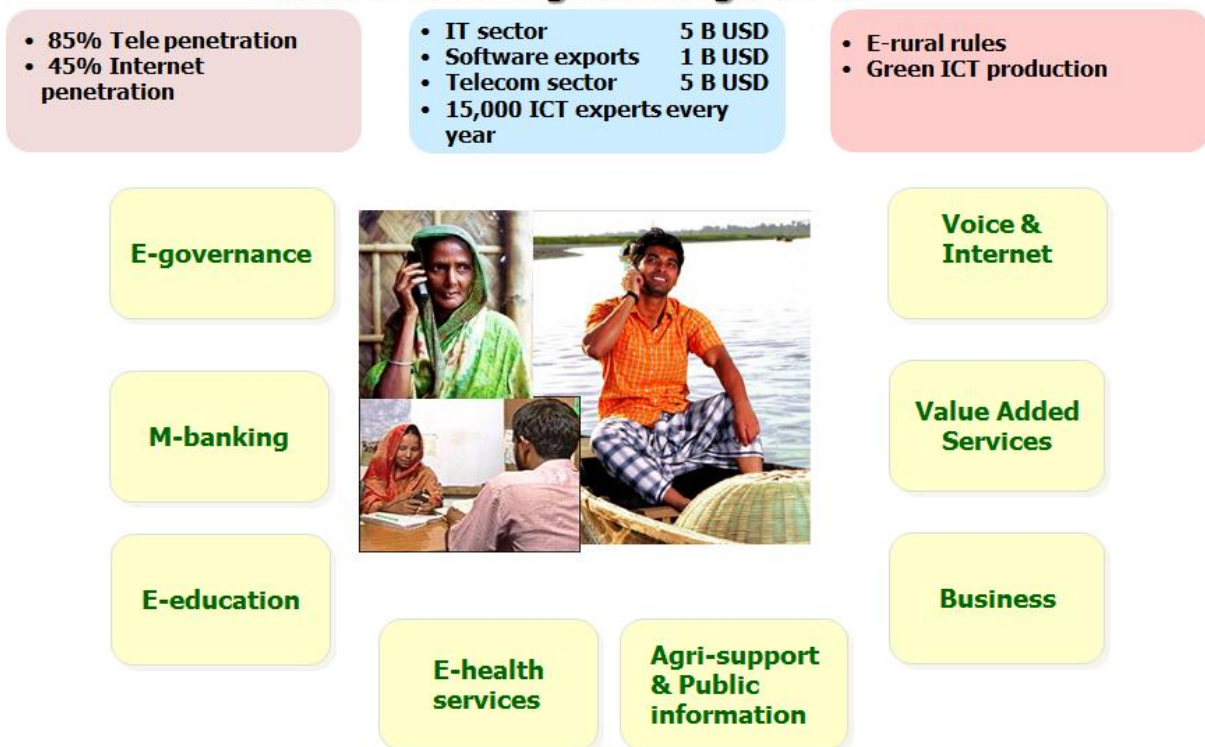 • 85% Tele penetration
• 45% Internet
penetration
• IT sector 5 B USD
• Software exports 1 B USD
• Telecom sector 5 B USD
• 15,000 ICT experts every
year
• E-rural rules
• Green ICT production
E-governance
Voice &
Internet
M-banking
Value Added
Services
E-education
Business
E-health
services
Agri-support
& Public
information